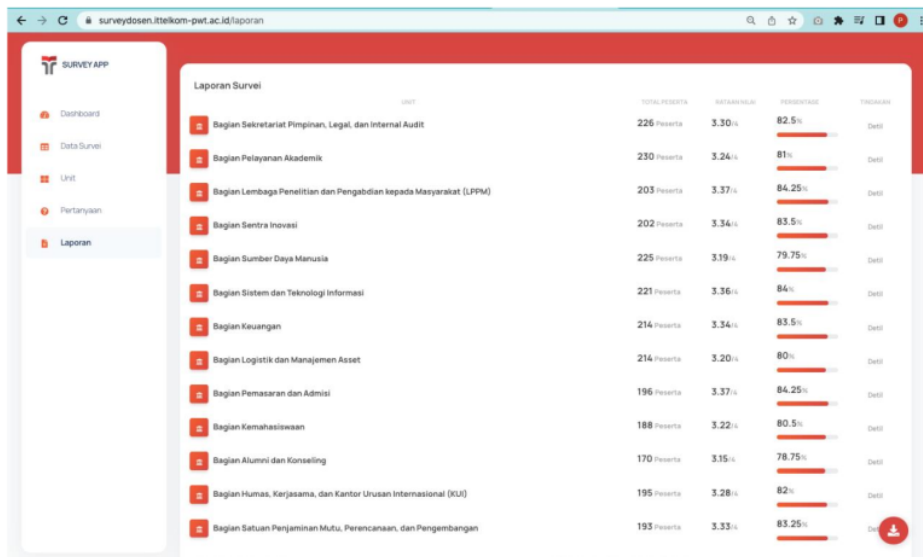 surveydosen.ittelkom-pwt.ac.id/laporan
P
SURVEY APP
Dashboard
Data Survei
Unit
Pertanyaan
Laporan
Laporan Survei
UNIT TOTAL PESERTA RATAAN NILAI PERSENTASE TINDAKAN
Bagian Sekretariat Pimpinan, Legal, dan Internal Audit 226 Peserta 3.30/4 82.5% Detil
Bagian Pelayanan Akademik 230 Peserta 3.24/4 81% Detil
Bagian Lembaga Penelitian dan Pengabdian kepada Masyarakat (LPPM) 203 Peserta 3.37/4 84.25% Detil
Bagian Sentra Inovasi 202 Peserta 3.34/4 83.5% Detil
Bagian Sumber Daya Manusia 225 Peserta 3.19/4 79.75% Detil
Bagian Sistem dan Teknologi Informasi 221 Peserta 3.36/4 84% Detil
Bagian Keuangan 214 Peserta 3.34/4 83.5% Detil
Bagian Logistik dan Manajemen Asset 214 Peserta 3.20/4 80% Detil
Bagian Pemasaran dan Admisi 196 Peserta 3.37/4 84.25% Detil
Bagian Kemahasiswaan 188 Peserta 3.22/4 80.5% Detil
Bagian Alumni dan Konseling 170 Peserta 3.15/4 78.75% Detil
Bagian Humas, Kerjasama, dan Kantor Urusan Internasional (KUI) 195 Peserta 3.28/4 82% Detil
Bagian Satuan Penjaminan Mutu, Perencanaan, dan Pengembangan 193 Peserta 3.33/4 83.25%